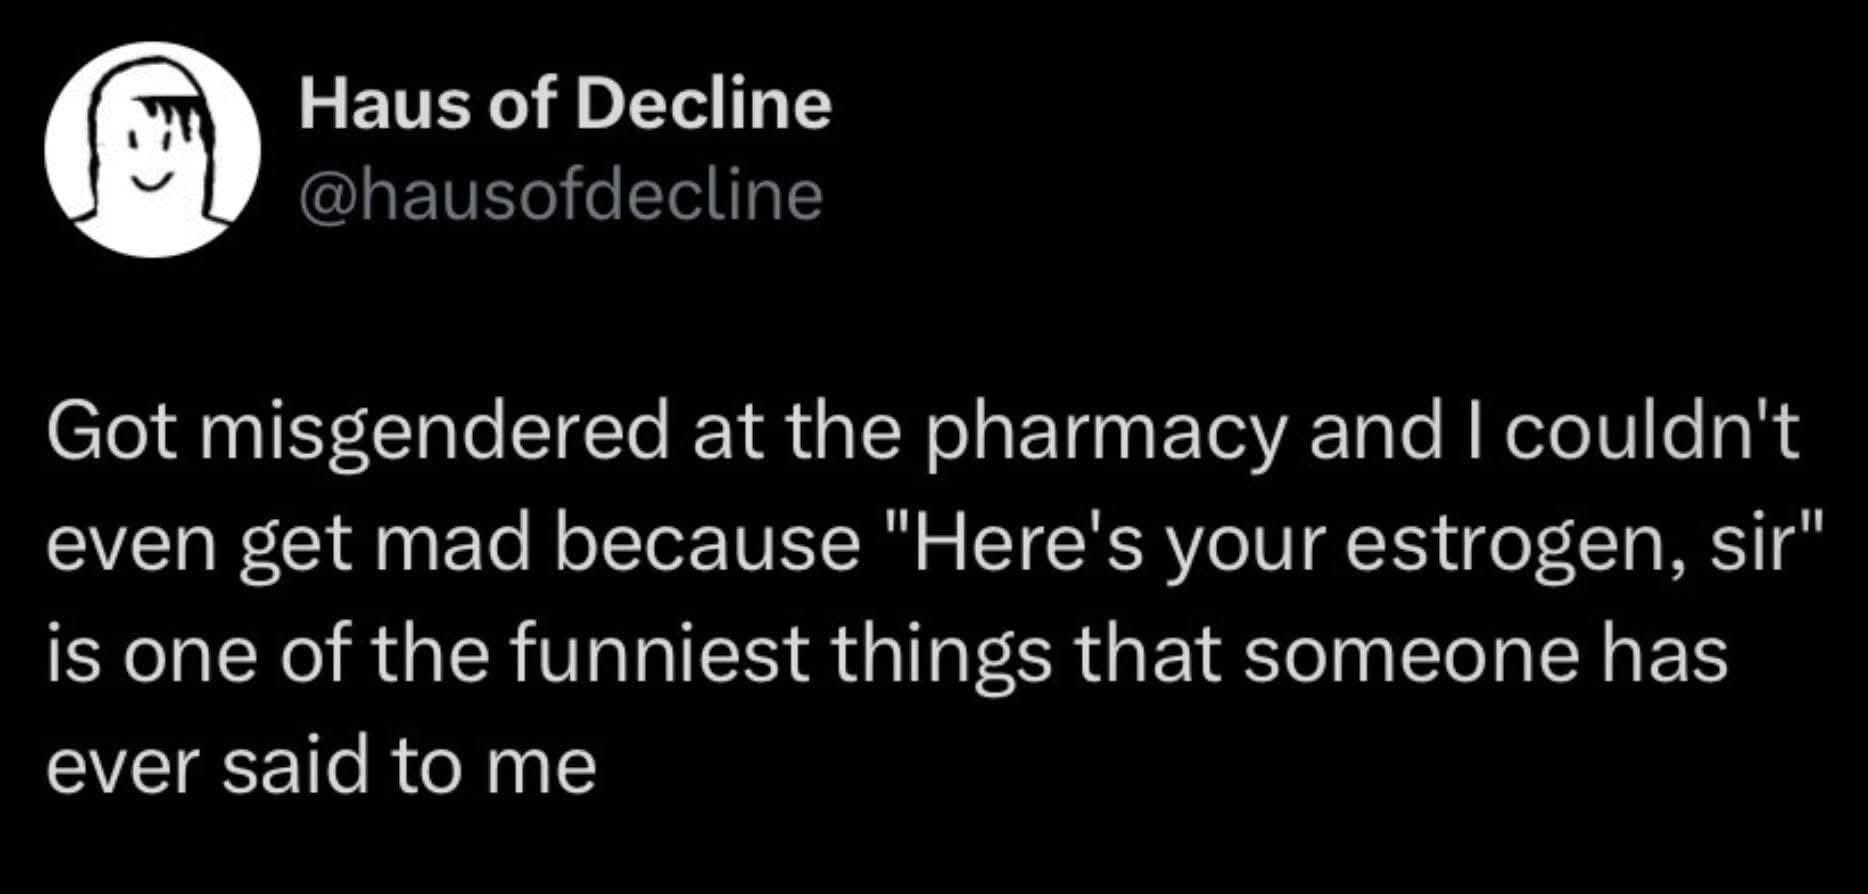 Haus of Decline
@hausofdecline
Got misgendered at the pharmacy and I couldn't
even get mad because "Here's your estrogen, sir"
is one of the funniest things that someone has
ever said to me